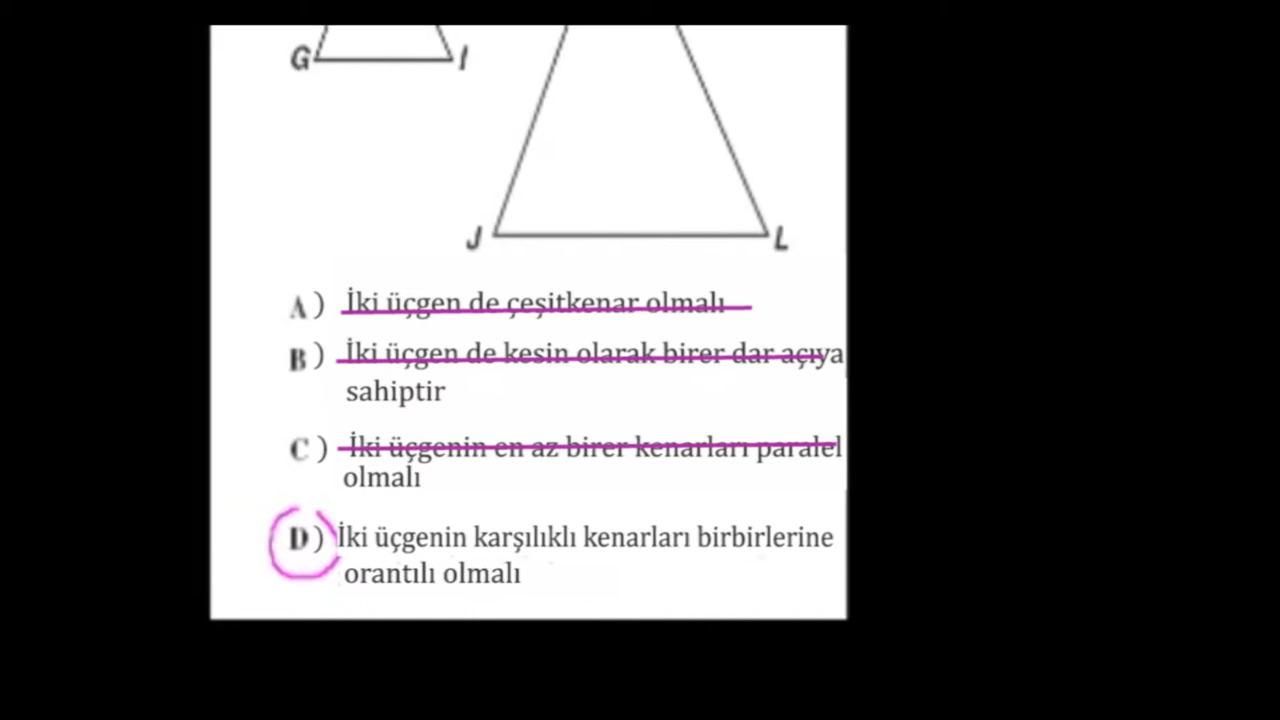 G I
J L
A) İki üçgen de çeşitkenar olmalı
B) İki üçgen de kesin olarak birer dar açıya
sahiptir
C) İki üçgenin en az birer kenarları paralel
olmalı
D) İki üçgenin karşılıklı kenarları birbirlerine
orantılı olmalı